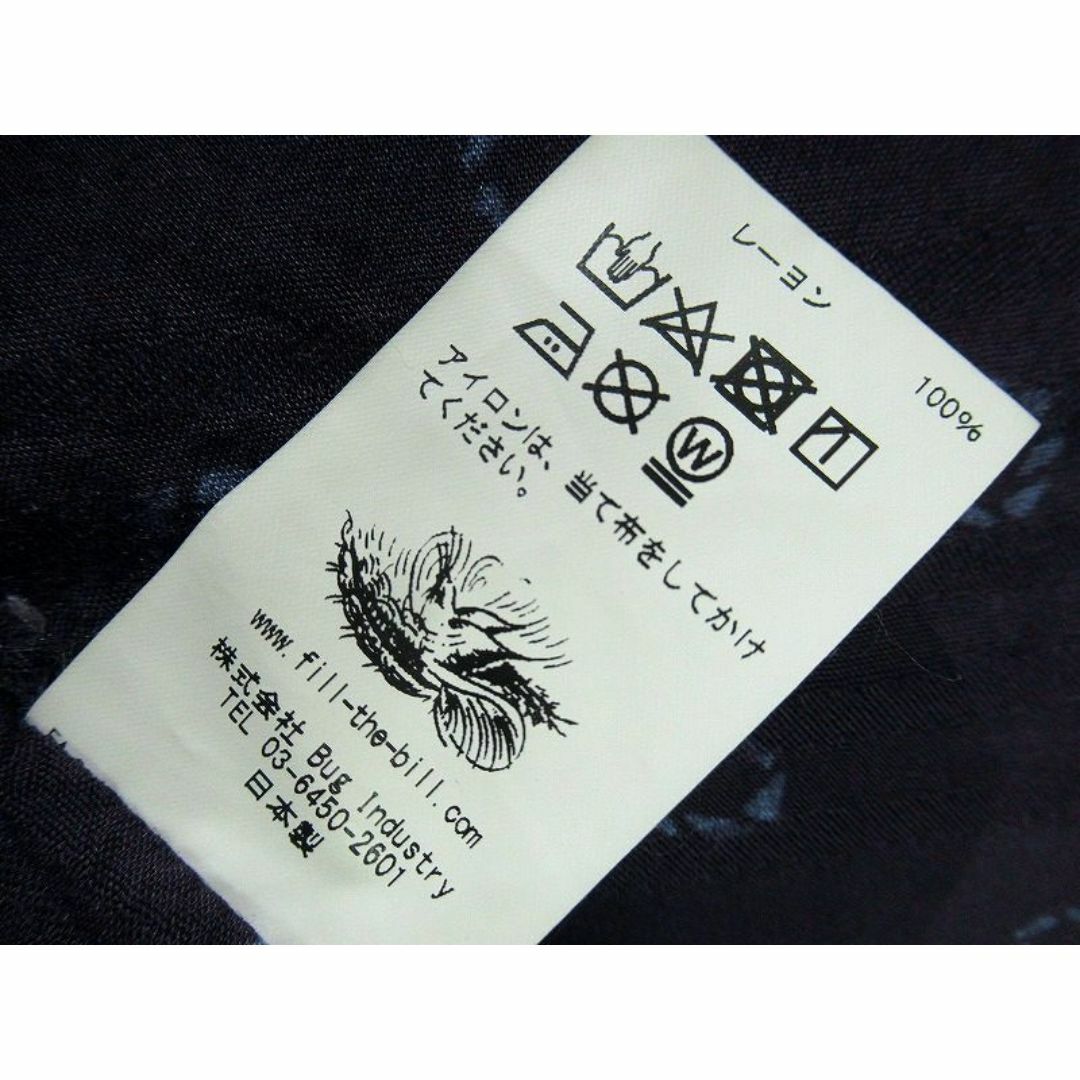 レーヨン 100%
アイロンは、当て布をしてかけ
てください。
www.fill-the-bill.com
株式会社 Bug Industry
TEL 03-6450-2601
日本製